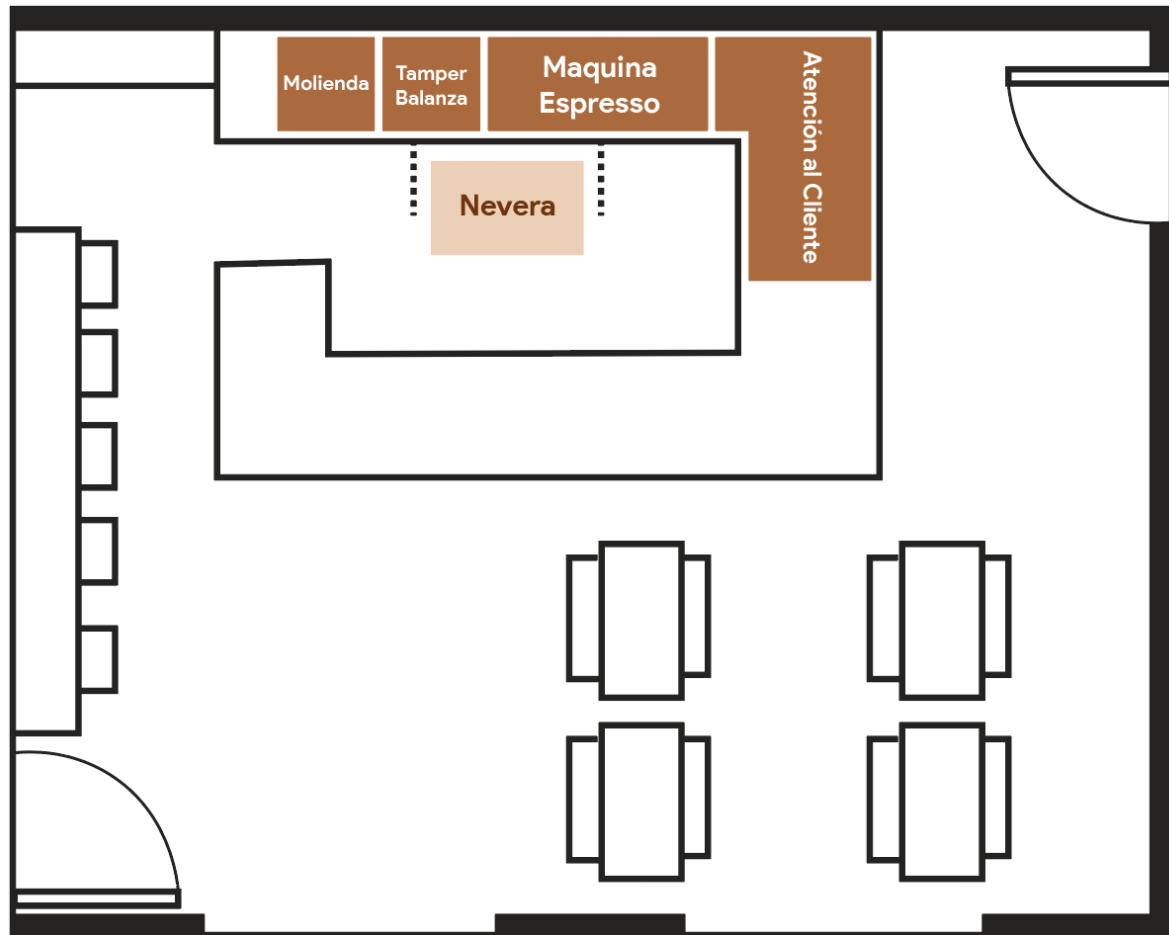 Molienda
Tamper
Balanza
Maquina
Espresso
Atención al Cliente
Nevera